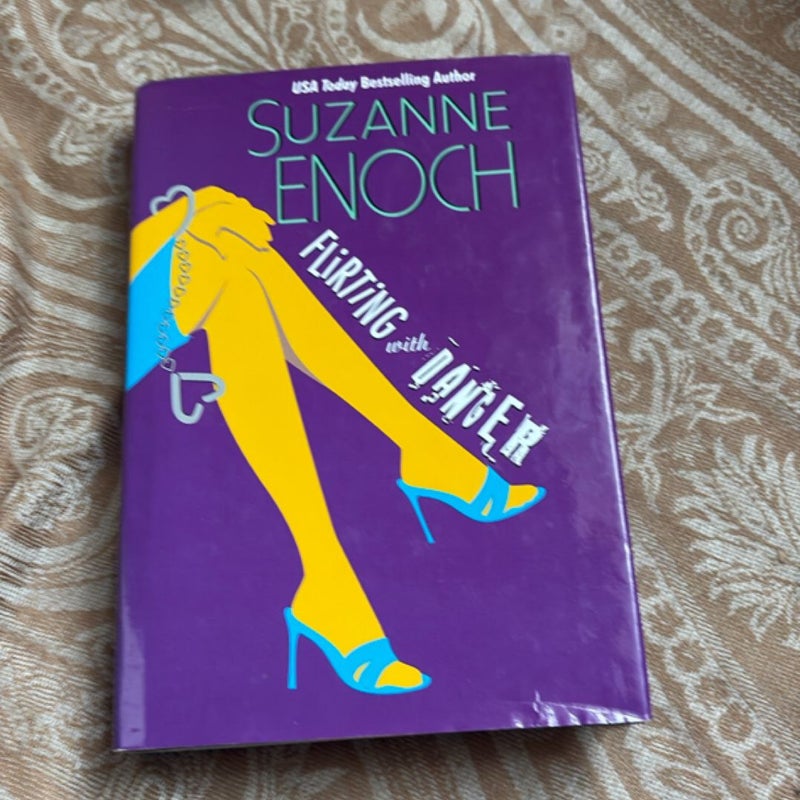 USA Today Bestselling Author
SUZANNE
ENOCH
FLiRTiNG
with
DANGER